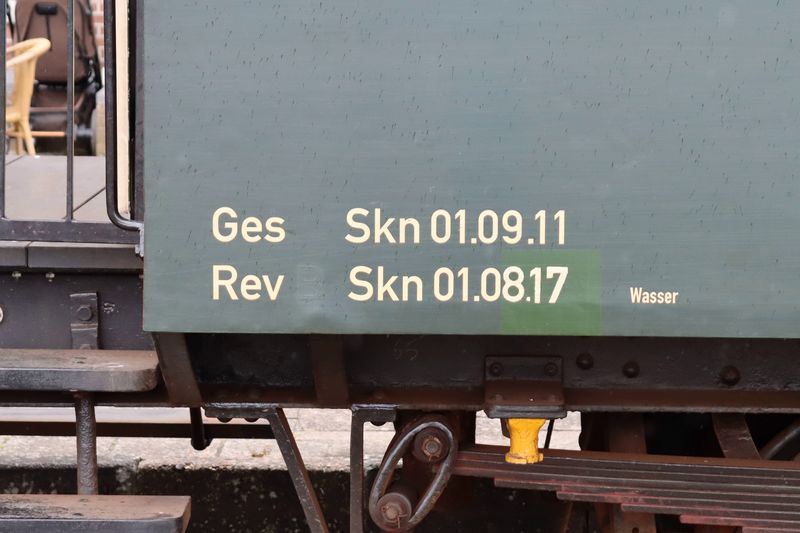 Ges Skn 01.09.11
Rev Skn 01.08.17
Wasser